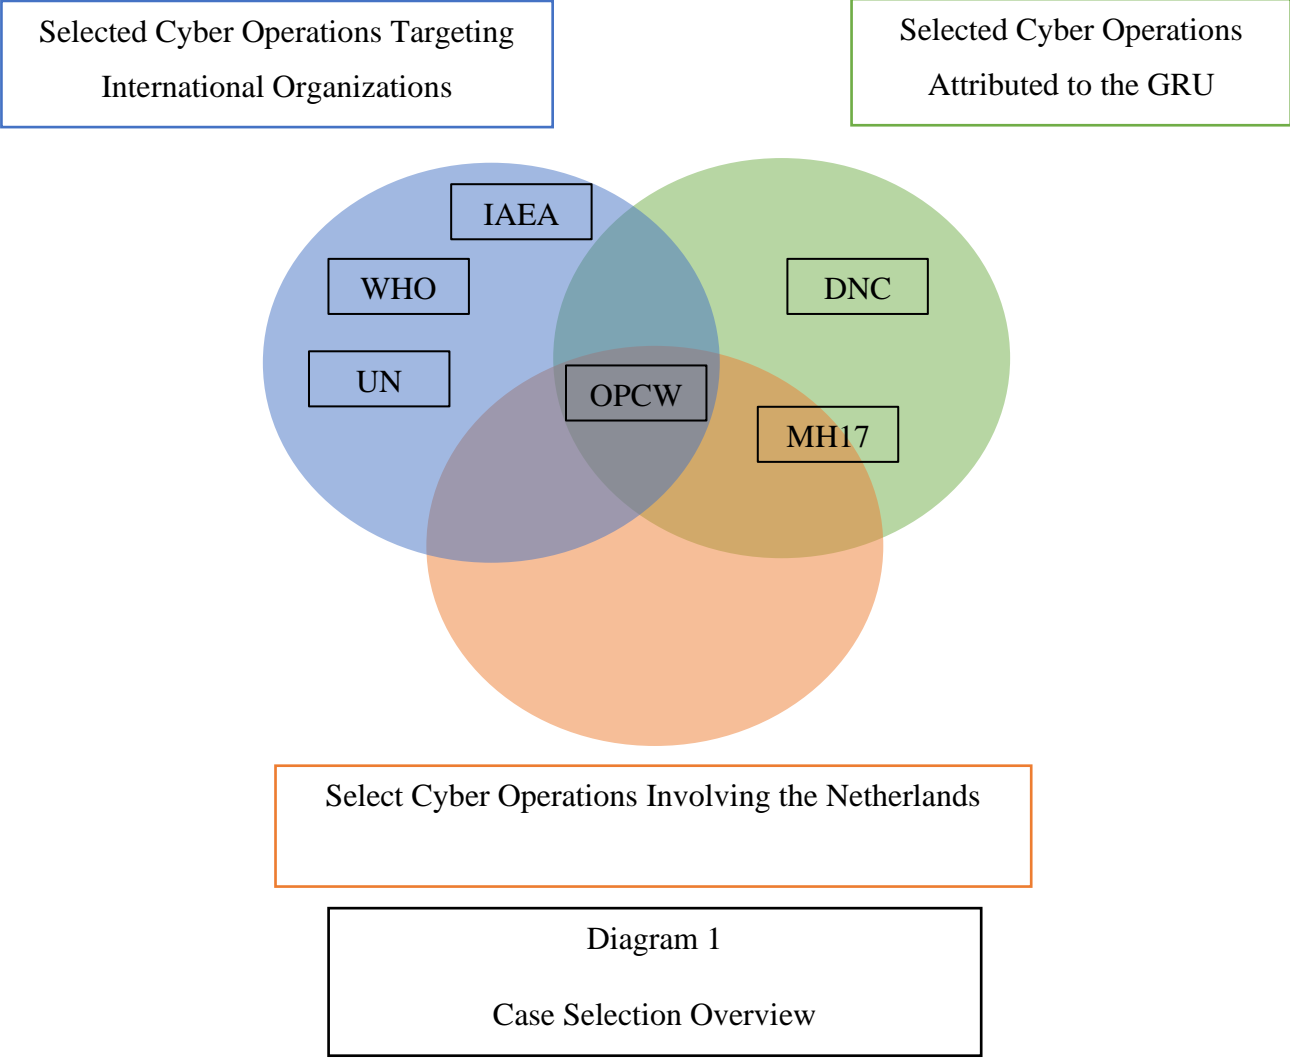 Selected Cyber Operations Targeting
International Organizations
Selected Cyber Operations
Attributed to the GRU
IAEA
WHO
DNC
UN
OPCW
MH17
Select Cyber Operations Involving the Netherlands
Diagram 1
Case Selection Overview